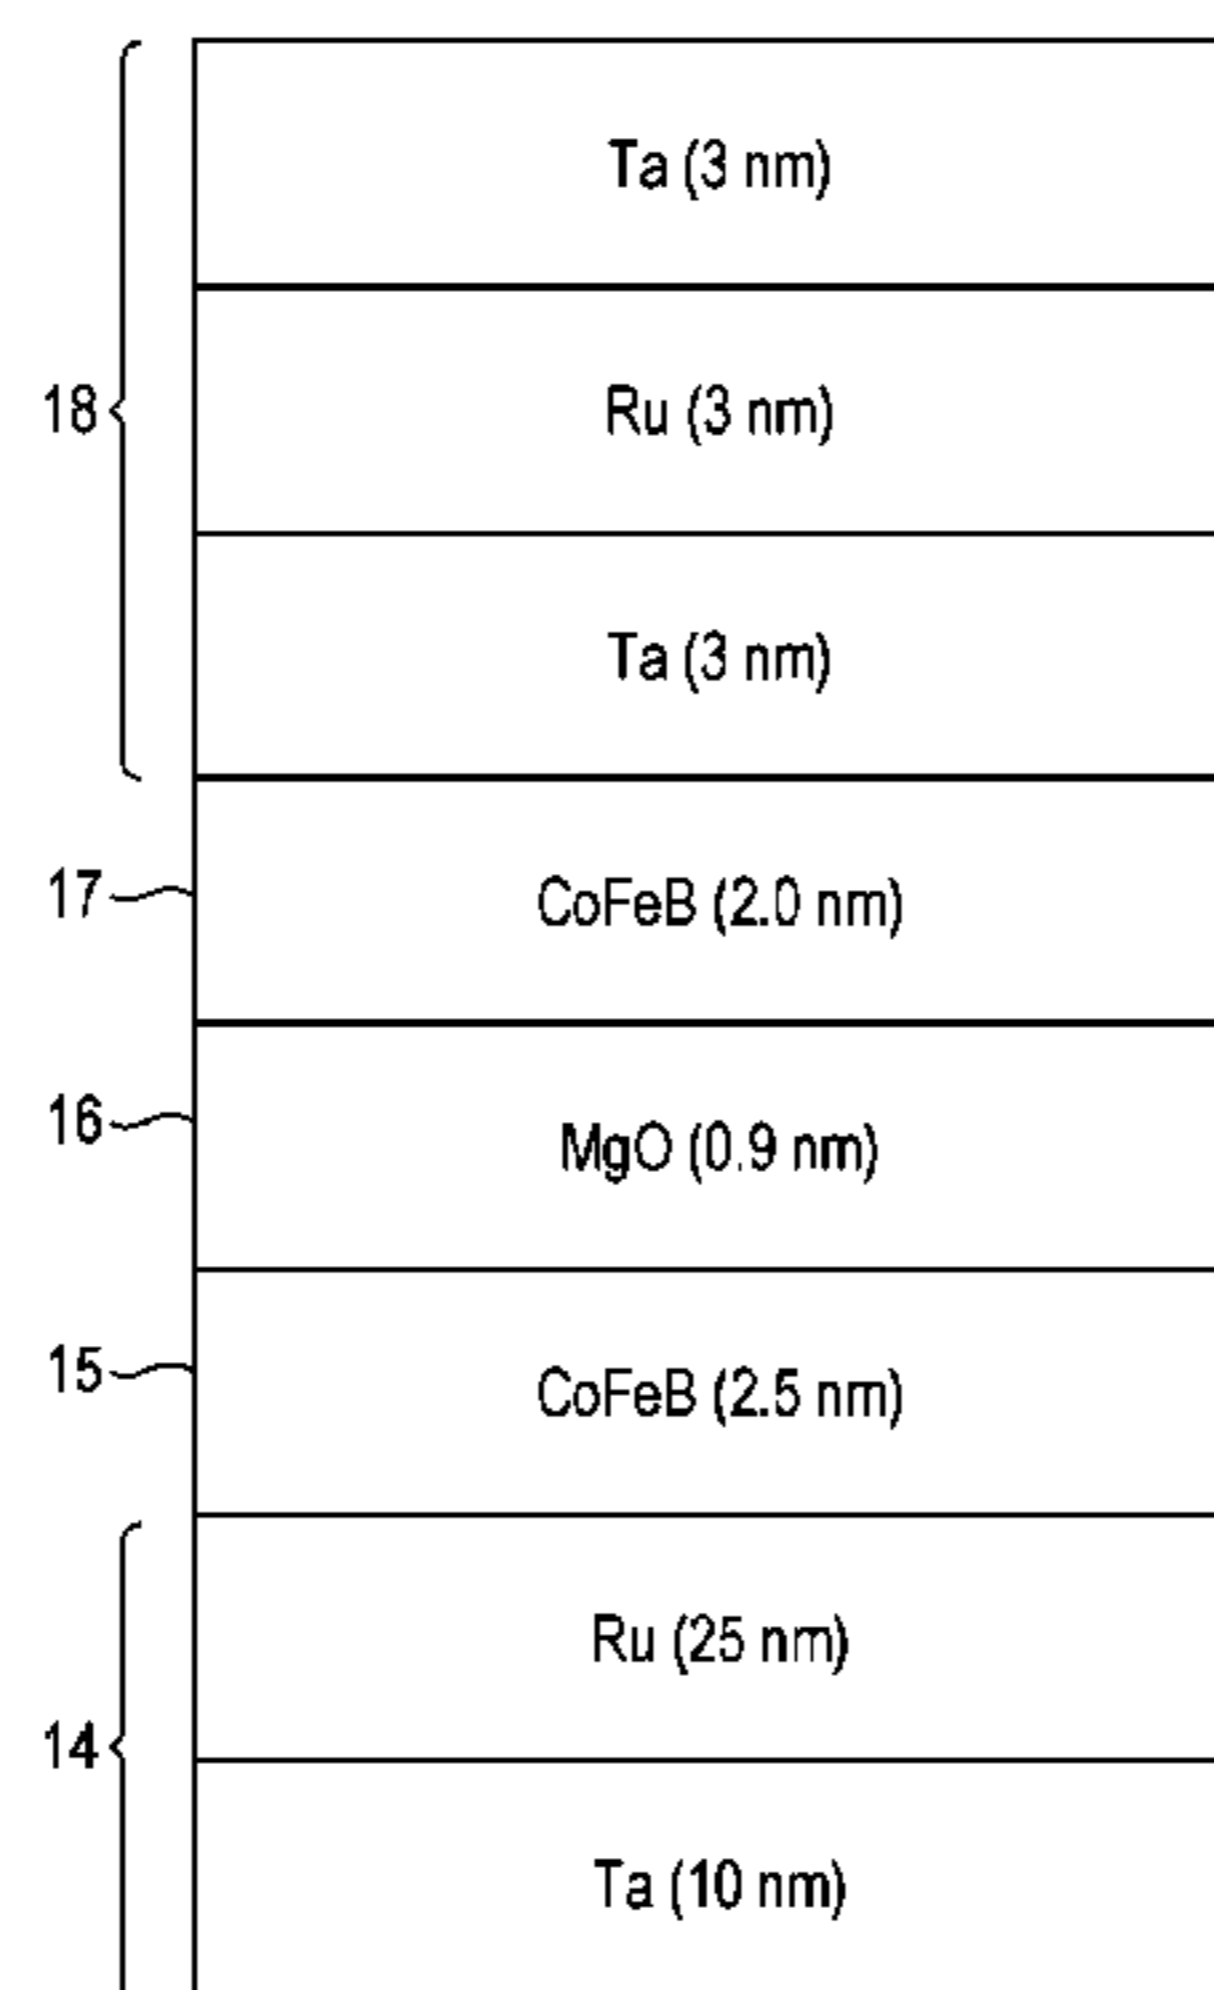 Ta (3 nm)
18
Ru (3 nm)
Ta (3 nm)
17
CoFeB (2.0 nm)
16
MgO (0.9 nm)
15
CoFeB (2.5 nm)
Ru (25 nm)
14
Ta (10 nm)